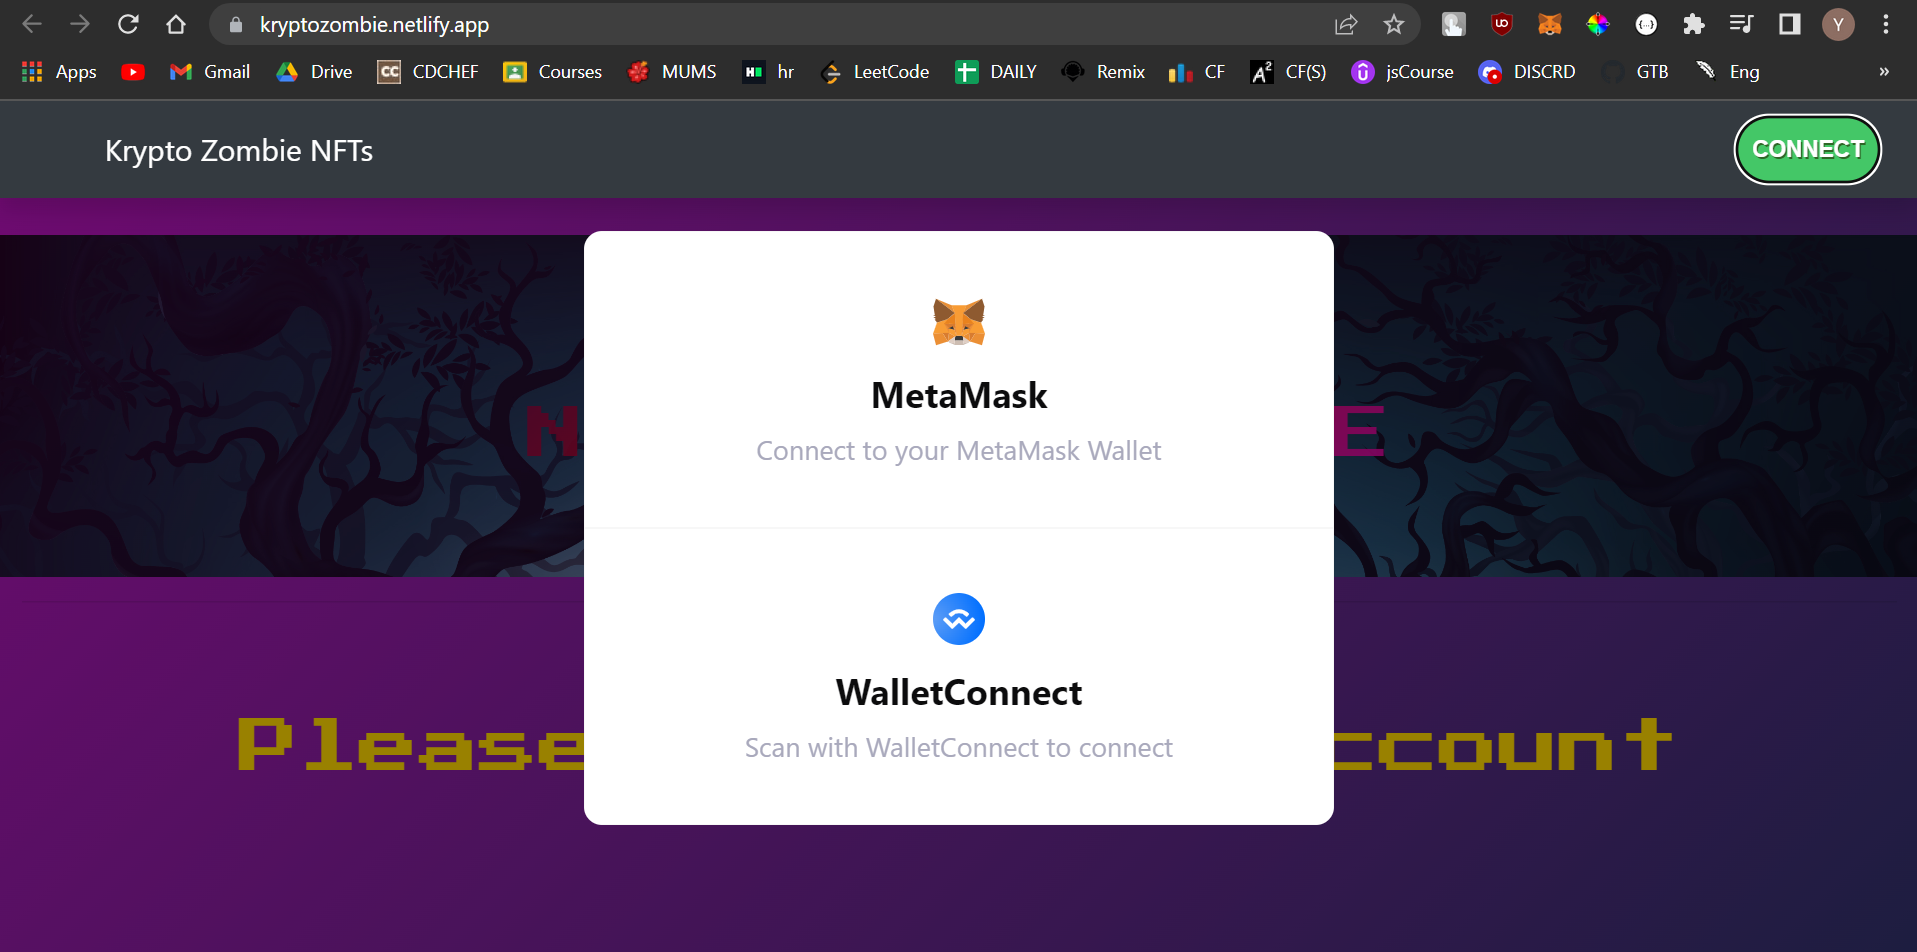 kryptozombie.netlify.app
Y
Apps Gmail Drive CDCHEF Courses MUMS hr LeetCode DAILY Remix CF CF(S) jsCourse DISCRD GTB Eng »
Krypto Zombie NFTs
CONNECT
MetaMask
N E
Connect to your MetaMask Wallet
WalletConnect
Please ccount
Scan with WalletConnect to connect